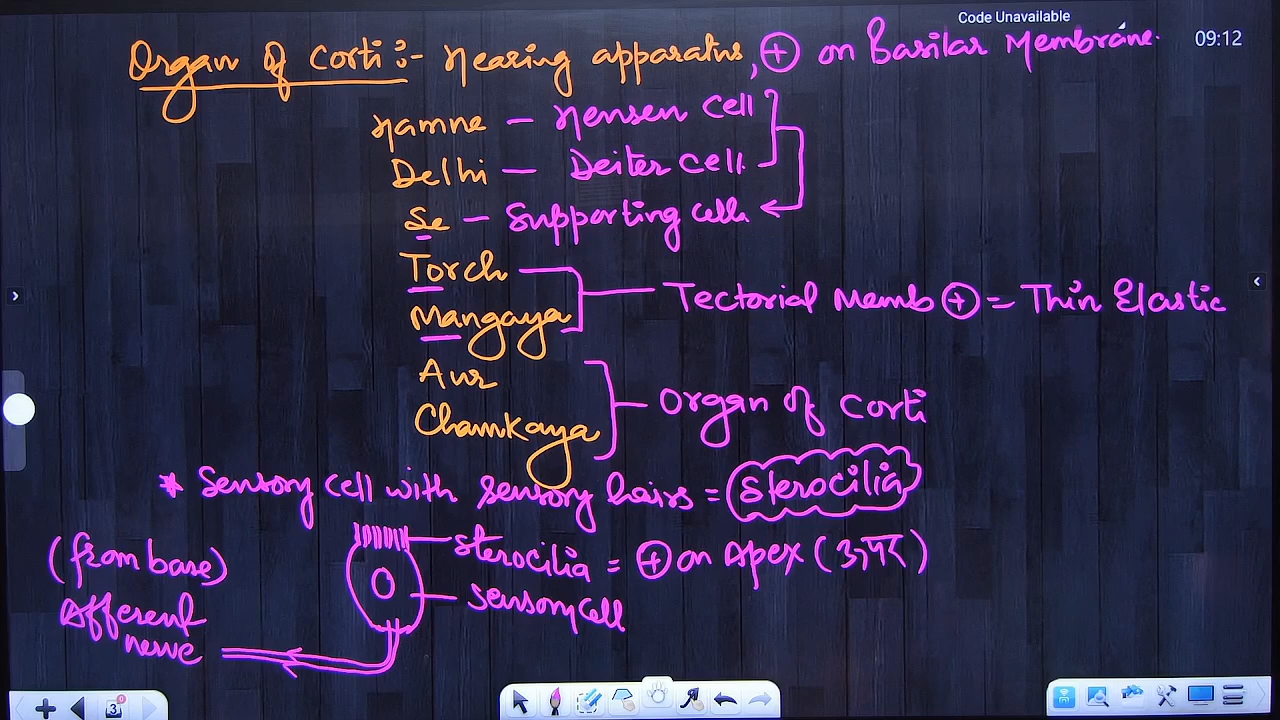 Code Unavailable
09:12
Organ of Corti :- Hearing apparatus, ⊕ on Basilar Membrane.
Hamne - Hensen Cell
Delhi - Deiter Cell
Se - Supporting cell
Torch
Mangaya
Tectorial Memb ⊕ = Thin Elastic
Aur
Chamkaya
Organ of Corti
* Sensory cell with sensory hairs = Sterocilia
sterocilia = ⊕ on Apex (ऊपर)
sensory cell
(from base)
Afferent
nerve
3